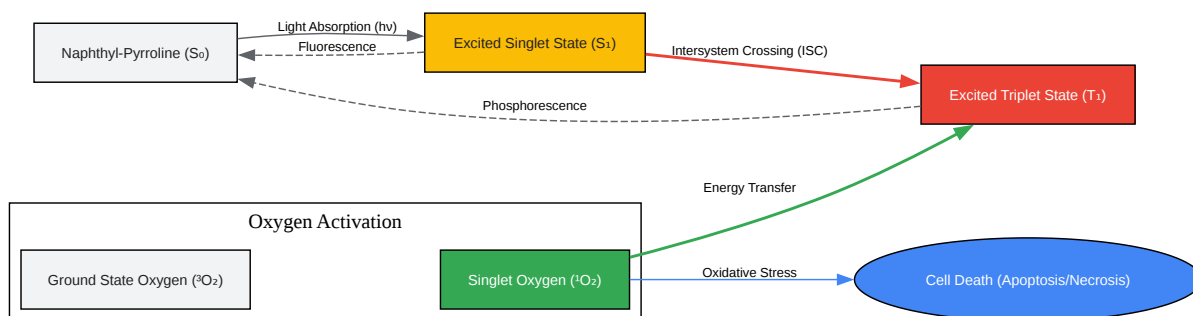 Light Absorption (hν)
Naphthyl-Pyrroline (S₀)
Fluorescence
Excited Singlet State (S₁)
Intersystem Crossing (ISC)
Phosphorescence
Excited Triplet State (T₁)
Energy Transfer
Oxygen Activation
Ground State Oxygen (³O₂)
Singlet Oxygen (¹O₂)
Oxidative Stress
Cell Death (Apoptosis/Necrosis)